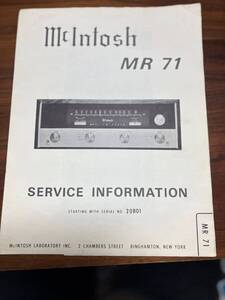 McIntosh
MR 71
SERVICE INFORMATION
STARTING WITH SERIAL NO. 20801
MR 71
McINTOSH LABORATORY INC. 2 CHAMBERS STREET BINGHAMTON, NEW YORK